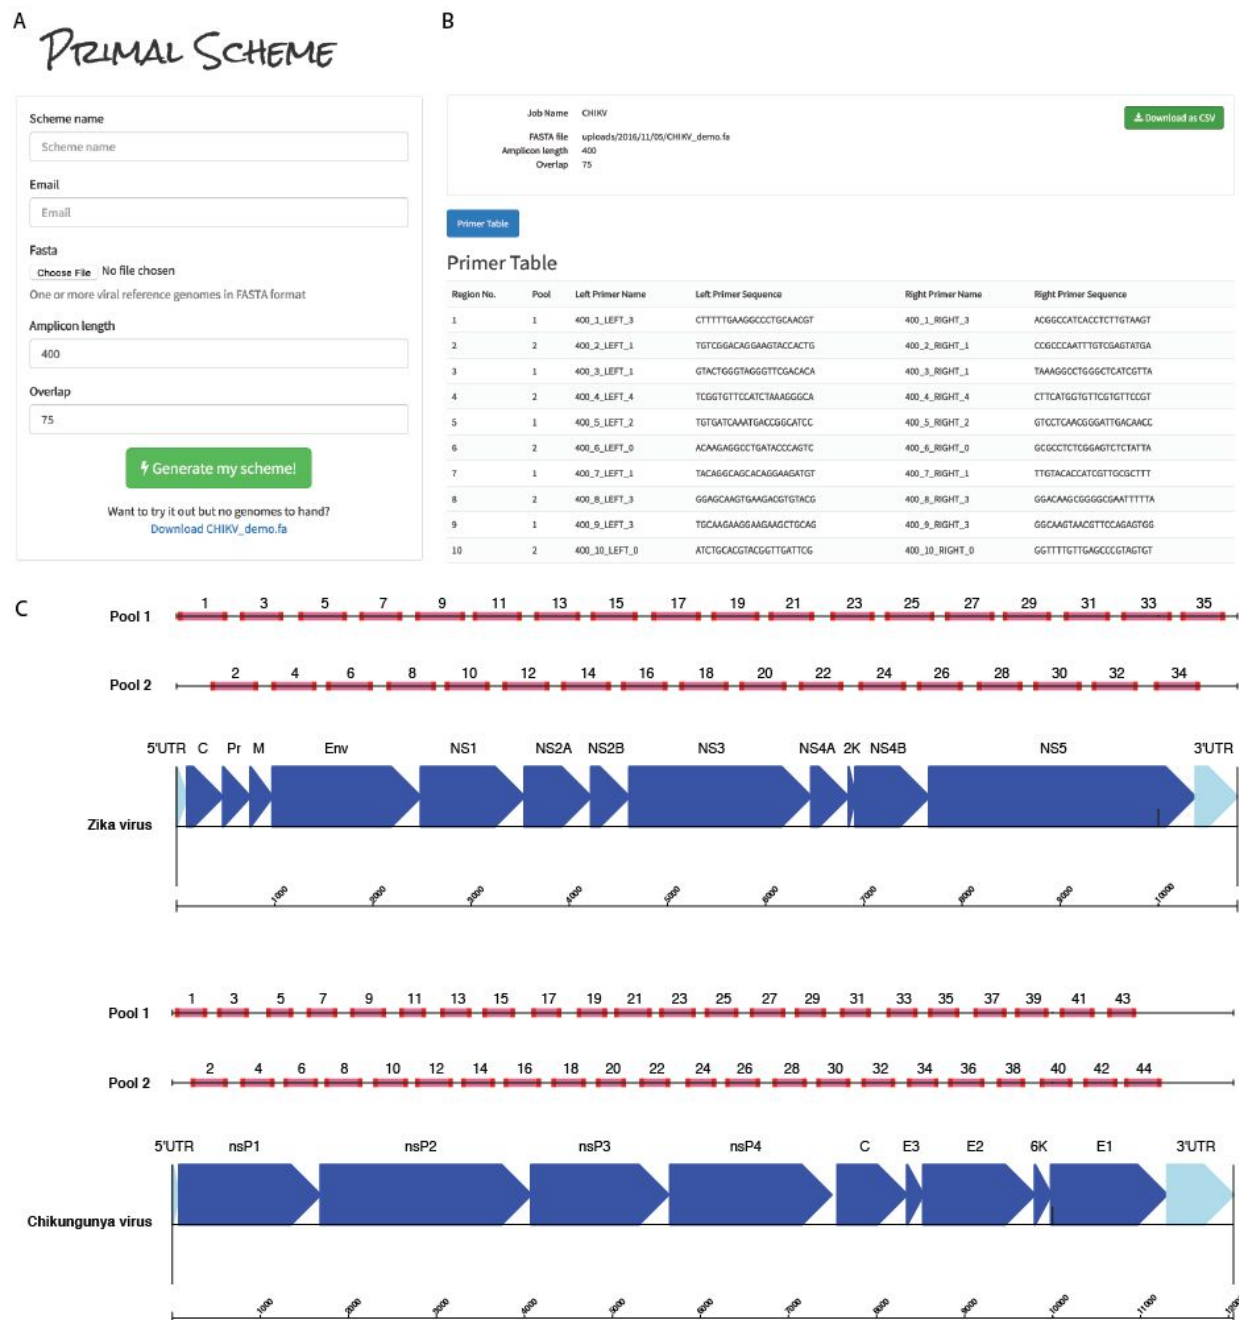 A
PRIMAL SCHEME
Scheme name
Scheme name
Email
Email
Fasta
Choose File No file chosen
One or more viral reference genomes in FASTA format
Amplicon length
400
Overlap
75
Generate my scheme!
Want to try it out but no genomes to hand?
Download CHIKV_demo.fa
B
Job Name CHIKV
FASTA file uploads/2016/11/05/CHIKV_demo.fa
Amplicon length 400
Overlap 75
Download as CSV
Primer Table
Primer Table
Region No. Pool Left Primer Name Left Primer Sequence Right Primer Name Right Primer Sequence
1 1 400_1_LEFT_3 CTTTTTGAAGGCCCTGCAACGT 400_1_RIGHT_3 ACGGCCATCACCTCTTGTAAGT
2 2 400_2_LEFT_1 TGTCGGACAGGAAGTACCACTG 400_2_RIGHT_1 CCGCCCAATTTGTCGAGTATGA
3 1 400_3_LEFT_1 GTACTGGGTAGGGTTCGACACA 400_3_RIGHT_1 TAAAGGCCTGGGCTCATCGTTA
4 2 400_4_LEFT_4 TCGGTGTTCCATCTAAAGGGCA 400_4_RIGHT_4 CTTCATGGTGTTCGTGTTCCGT
5 1 400_5_LEFT_2 TGTGATCAAATGACCGGCATCC 400_5_RIGHT_2 GTCCTCAACGGGATTGACAACC
6 2 400_6_LEFT_0 ACAAGAGGCCTGATACCCAGTC 400_6_RIGHT_0 GCGCCTCTCGGAGTCTCTATTA
7 1 400_7_LEFT_1 TACAGGCAGCACAGGAAGATGT 400_7_RIGHT_1 TTGTACACCATCGTTGCGCTTT
8 2 400_8_LEFT_3 GGAGCAAGTGAAGACGTGTACG 400_8_RIGHT_3 GGACAAGCGGGGCGAATTTTTA
9 1 400_9_LEFT_3 TGCAAGAAGGAAGAAGCTGCAG 400_9_RIGHT_3 GGCAAGTAACGTTCCAGAGTGG
10 2 400_10_LEFT_0 ATCTGCACGTACGGTTGATTCG 400_10_RIGHT_0 GGTTTTGTTGAGCCCGTAGTGT
C
1 3 5 7 9 11 13 15 17 19 21 23 25 27 29 31 33 35
Pool 1
2 4 6 8 10 12 14 16 18 20 22 24 26 28 30 32 34
Pool 2
5'UTR C Pr M Env NS1 NS2A NS2B NS3 NS4A 2K NS4B NS5 3'UTR
Zika virus
1000 2000 3000 4000 5000 6000 7000 8000 9000 10000
1 3 5 7 9 11 13 15 17 19 21 23 25 27 29 31 33 35 37 39 41 43
Pool 1
2 4 6 8 10 12 14 16 18 20 22 24 26 28 30 32 34 36 38 40 42 44
Pool 2
5'UTR nsP1 nsP2 nsP3 nsP4 C E3 E2 6K E1 3'UTR
Chikungunya virus
1000 2000 3000 4000 5000 6000 7000 8000 9000 10000 11000 12000